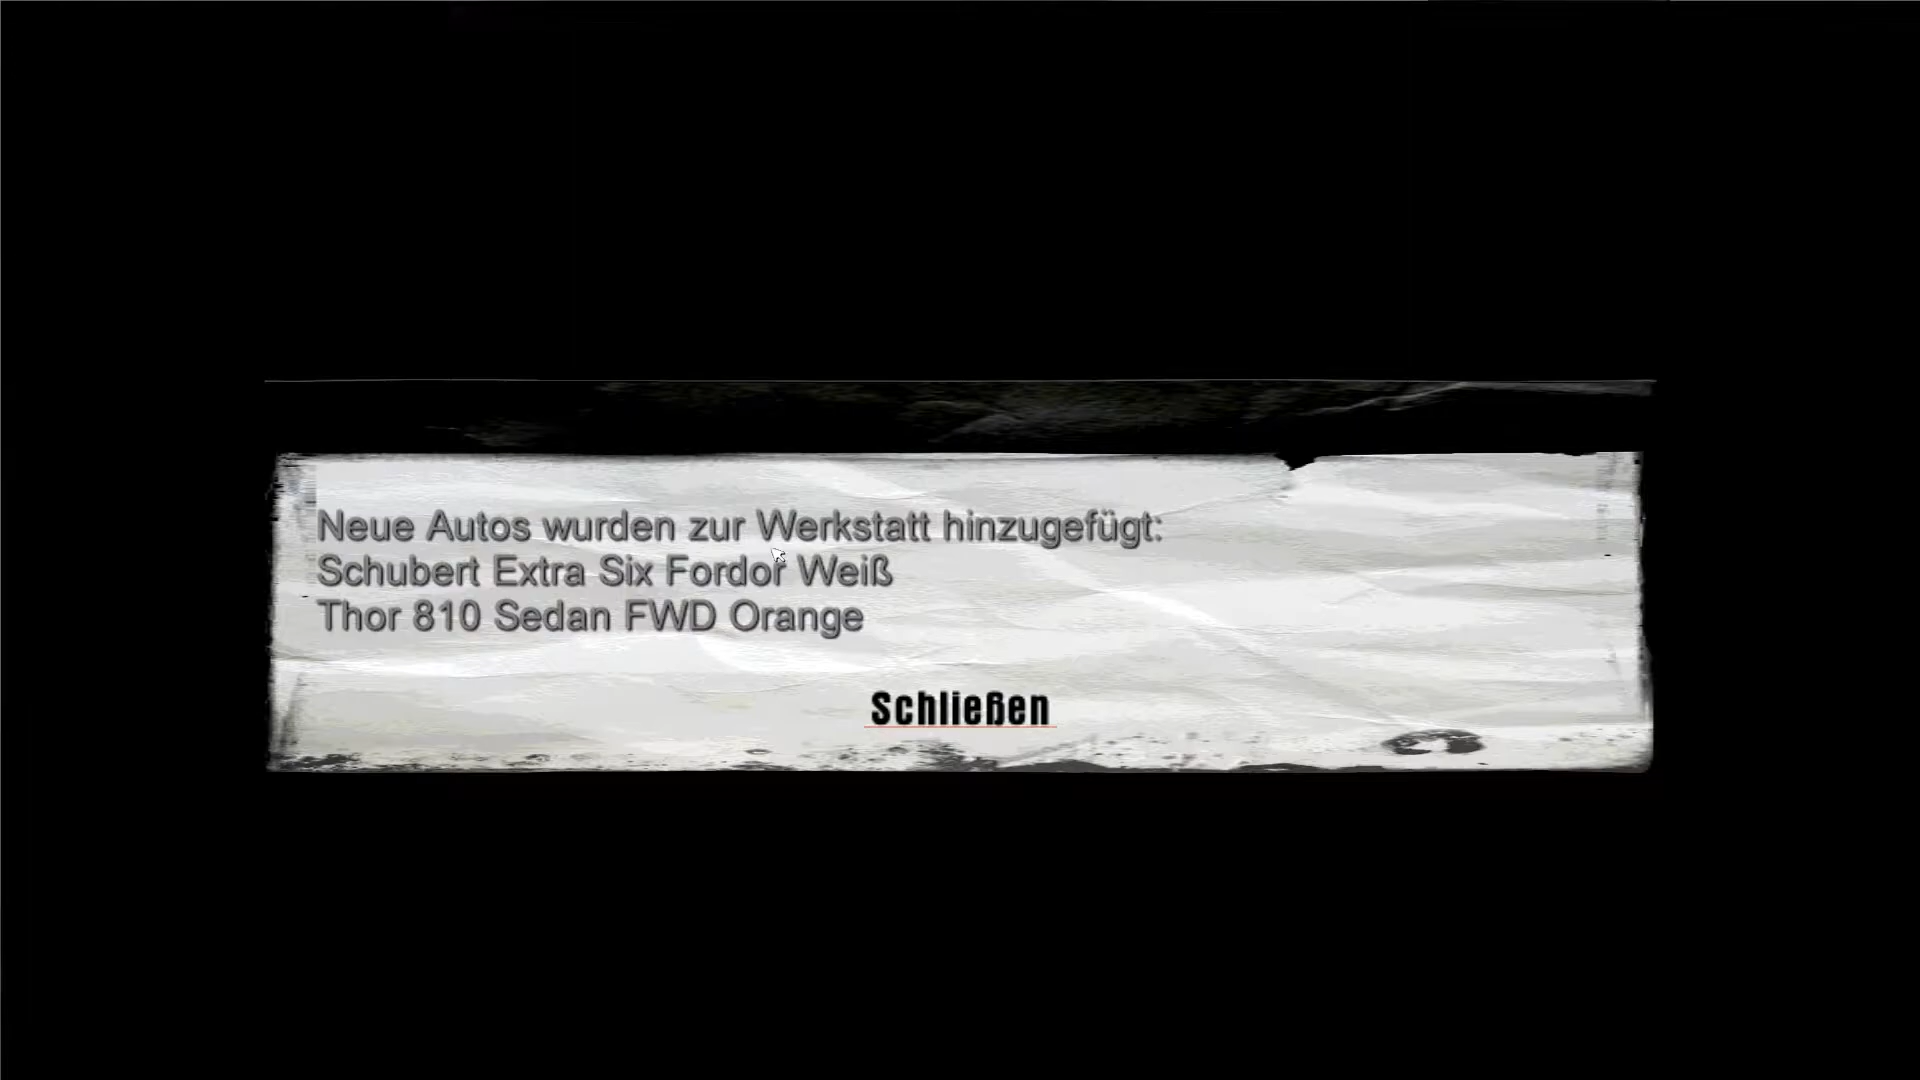 Neue Autos wurden zur Werkstatt hinzugefügt:
Schubert Extra Six Fordor Weiß
Thor 810 Sedan FWD Orange
Schließen